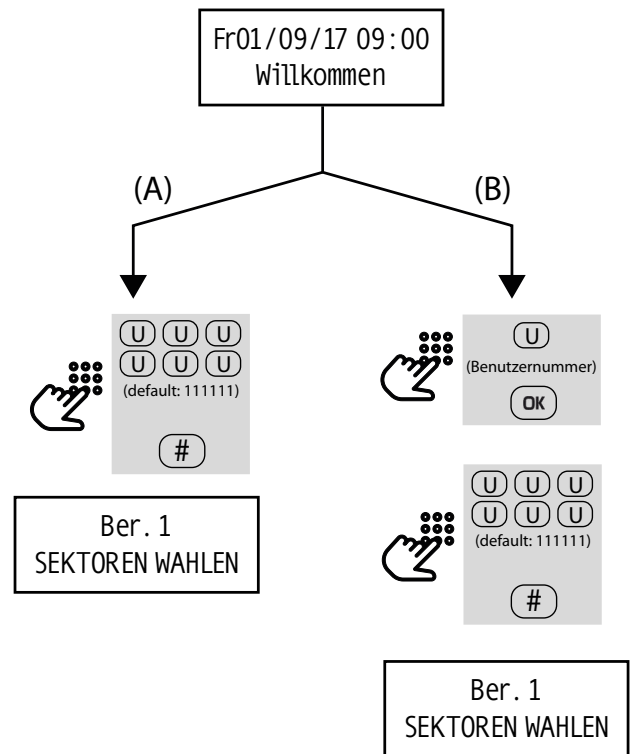 Fr01/09/17 09:00
Willkommen
(A)
(B)
U U U
U U U
(default: 111111)
#
Ber. 1
SEKTOREN WAHLEN
U
(Benutzernummer)
OK
U U U
U U U
(default: 111111)
#
Ber. 1
SEKTOREN WAHLEN